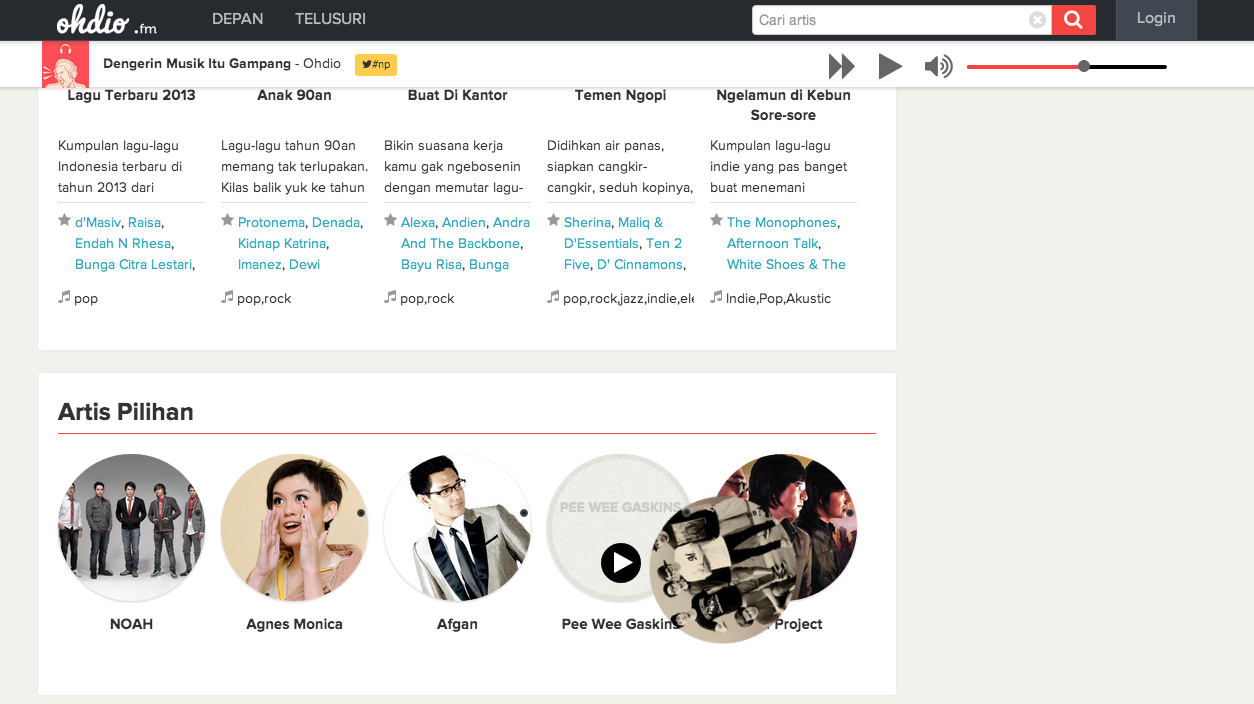 ohdio .fm
DEPAN
TELUSURI
Cari artis
Login
Dengerin Musik Itu Gampang - Ohdio
#np
Lagu Terbaru 2013
Kumpulan lagu-lagu
Indonesia terbaru di
tahun 2013 dari
d'Masiv, Raisa,
Endah N Rhesa,
Bunga Citra Lestari,
pop
Anak 90an
Lagu-lagu tahun 90an
memang tak terlupakan.
Kilas balik yuk ke tahun
Protonema, Denada,
Kidnap Katrina,
Imanez, Dewi
pop,rock
Buat Di Kantor
Bikin suasana kerja
kamu gak ngebosenin
dengan memutar lagu-
Alexa, Andien, Andra
And The Backbone,
Bayu Risa, Bunga
pop,rock
Temen Ngopi
Didihkan air panas,
siapkan cangkir-
cangkir, seduh kopinya,
Sherina, Maliq &
D'Essentials, Ten 2
Five, D' Cinnamons,
pop,rock,jazz,indie,ele
Ngelamun di Kebun
Sore-sore
Kumpulan lagu-lagu
indie yang pas banget
buat menemani
The Monophones,
Afternoon Talk,
White Shoes & The
Indie,Pop,Akustic
Artis Pilihan
PEE WEE GASKINS
NOAH
Agnes Monica
Afgan
Pee Wee Gaskins
Project